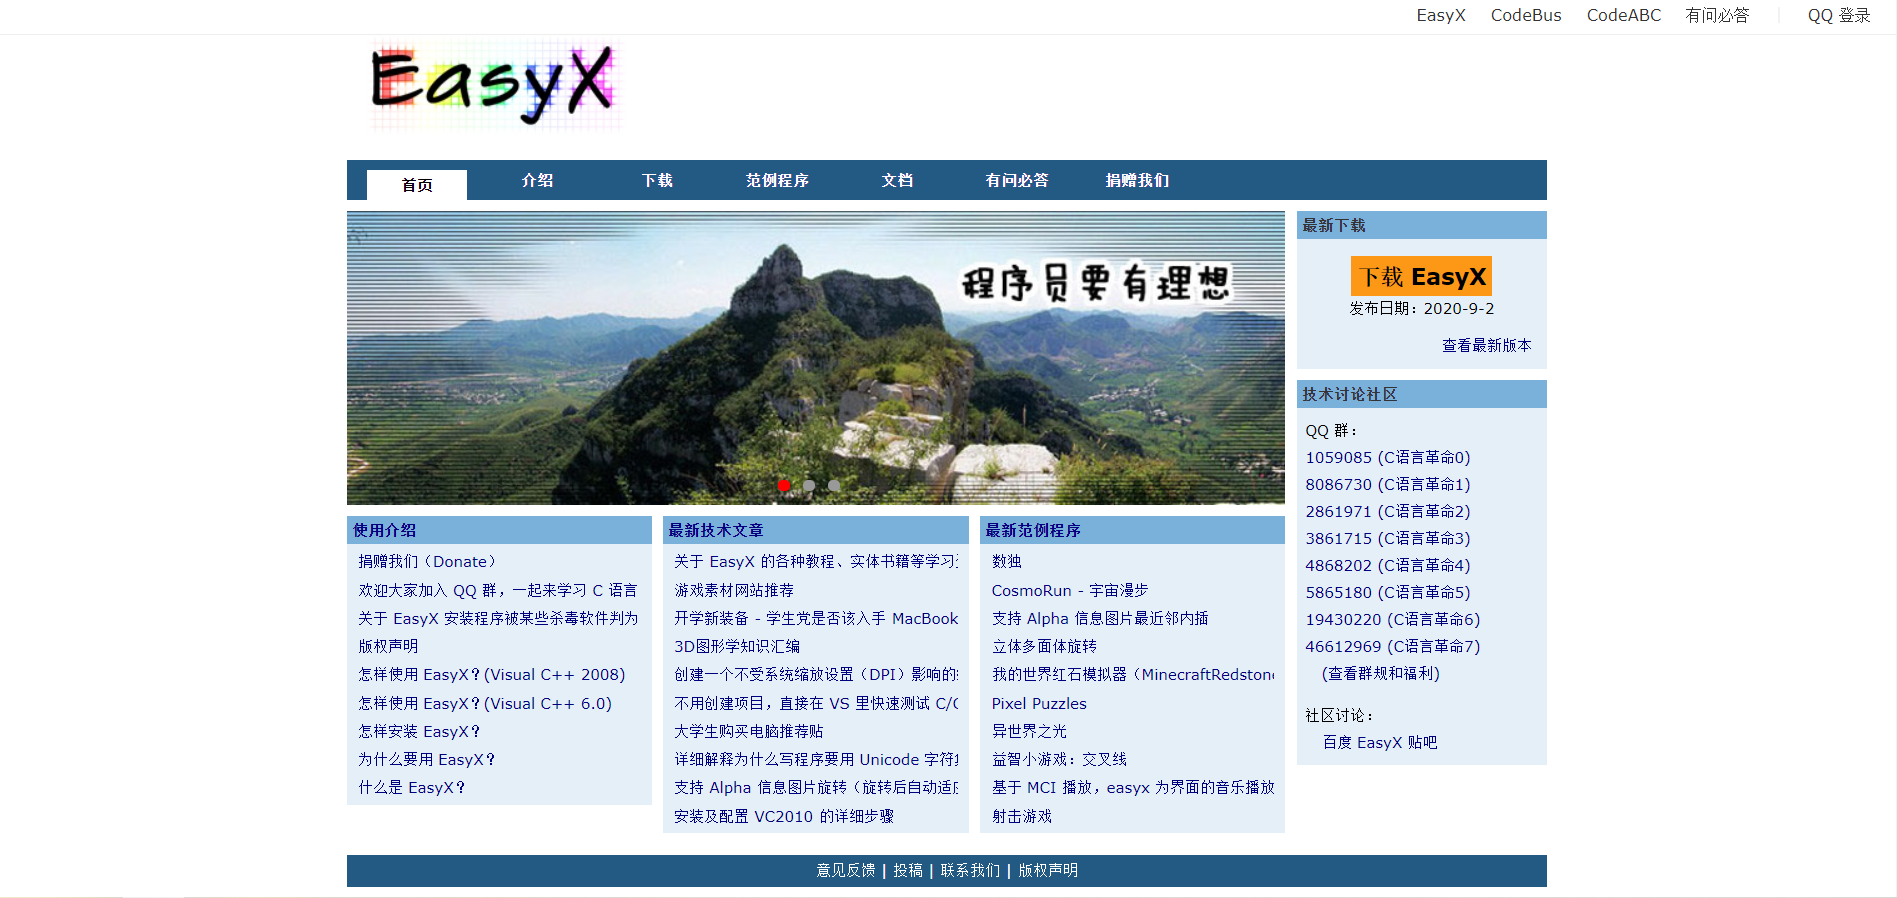 EasyX CodeBus CodeABC 有问必答 | QQ 登录
EasyX
首页 介绍 下载 范例程序 文档 有问必答 捐赠我们
程序员要有理想
最新下载
下载 EasyX
发布日期：2020-9-2
查看最新版本
技术讨论社区
QQ 群：
1059085 (C语言革命0)
8086730 (C语言革命1)
2861971 (C语言革命2)
3861715 (C语言革命3)
4868202 (C语言革命4)
5865180 (C语言革命5)
19430220 (C语言革命6)
46612969 (C语言革命7)
(查看群规和福利)
社区讨论：
百度 EasyX 贴吧
使用介绍
捐赠我们（Donate）
欢迎大家加入 QQ 群，一起来学习 C 语言
关于 EasyX 安装程序被某些杀毒软件判为
版权声明
怎样使用 EasyX？(Visual C++ 2008)
怎样使用 EasyX？(Visual C++ 6.0)
怎样安装 EasyX？
为什么要用 EasyX？
什么是 EasyX？
最新技术文章
关于 EasyX 的各种教程、实体书籍等学习
游戏素材网站推荐
开学新装备 - 学生党是否该入手 MacBook
3D图形学知识汇编
创建一个不受系统缩放设置（DPI）影响的
不用创建项目，直接在 VS 里快速测试 C/C
大学生购买电脑推荐贴
详细解释为什么写程序要用 Unicode 字符
支持 Alpha 信息图片旋转（旋转后自动适
安装及配置 VC2010 的详细步骤
最新范例程序
数独
CosmoRun - 宇宙漫步
支持 Alpha 信息图片最近邻内插
立体多面体旋转
我的世界红石模拟器（MinecraftRedstone
Pixel Puzzles
异世界之光
益智小游戏：交叉线
基于 MCI 播放，easyx 为界面的音乐播放
射击游戏
意见反馈 | 投稿 | 联系我们 | 版权声明